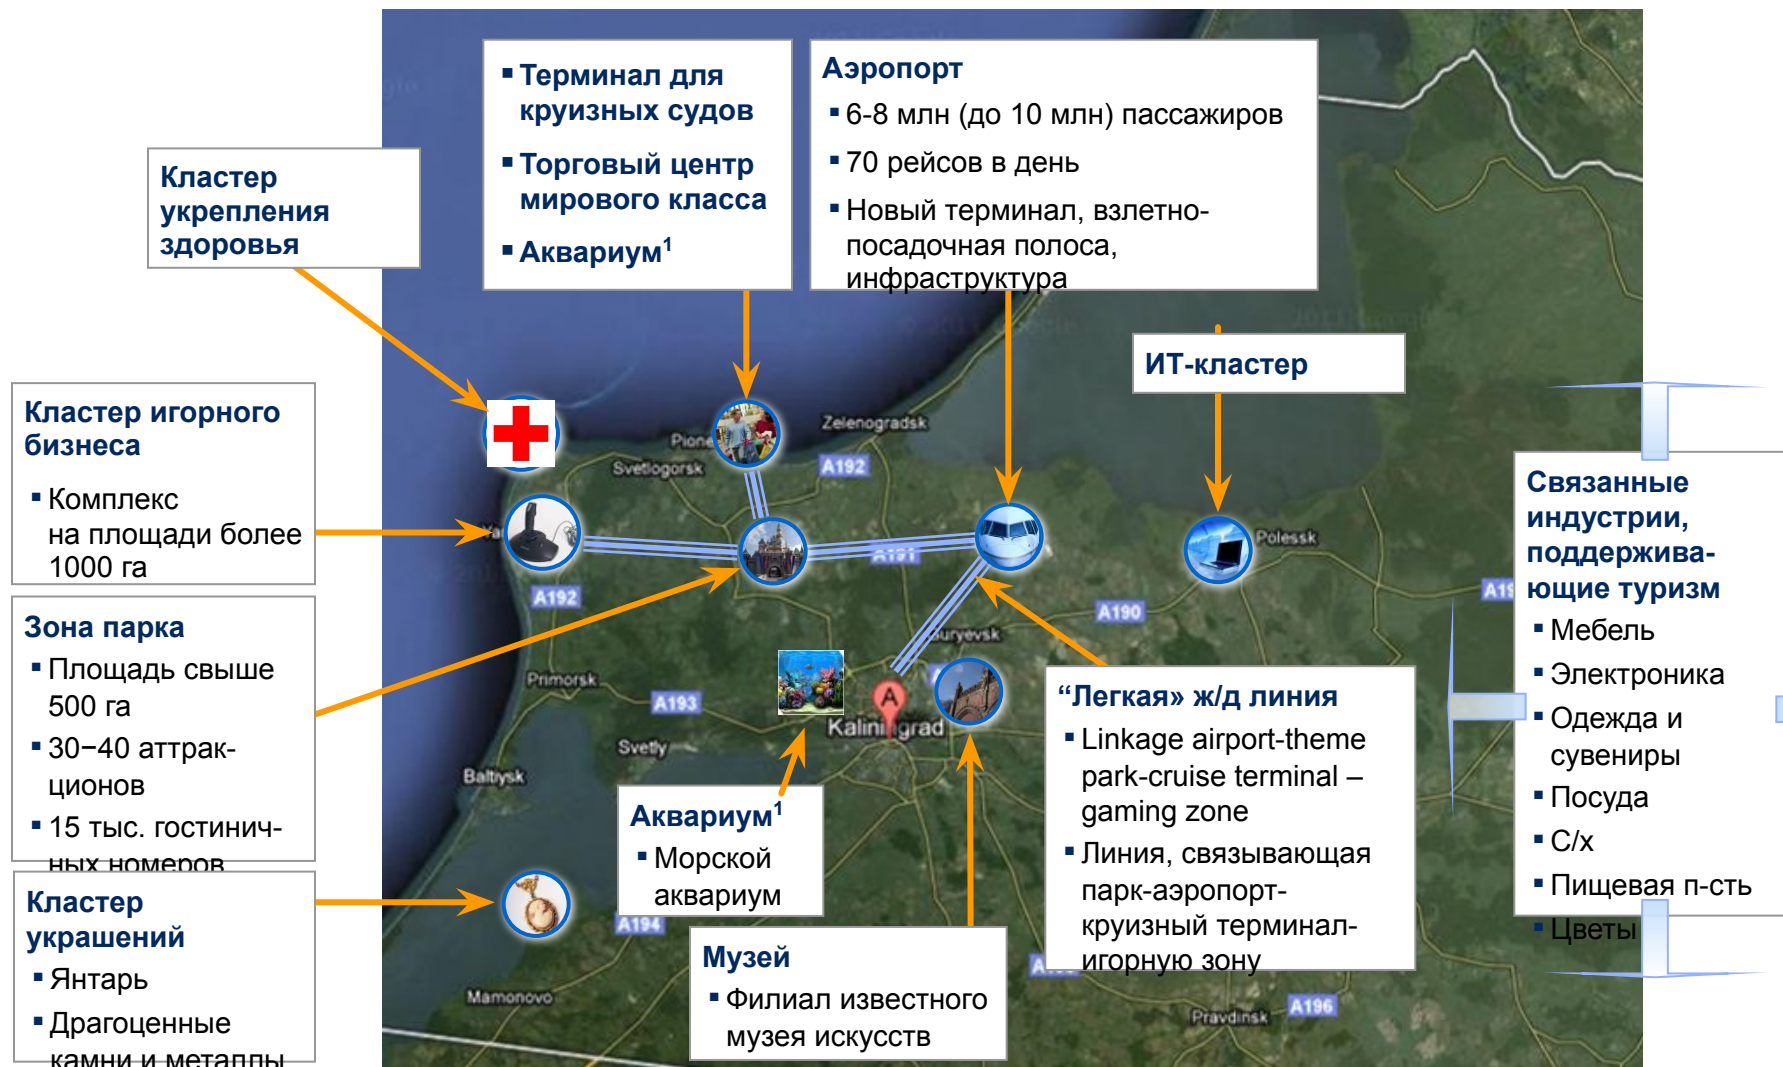 Терминал для
круизных судов
Торговый центр
мирового класса
Аквариум1
Аэропорт
6-8 млн (до 10 млн) пассажиров
70 рейсов в день
Новый терминал, взлетно-
посадочная полоса,
инфраструктура
Кластер
укрепления
здоровья
ИТ-кластер
Кластер игорного
бизнеса
Комплекс
на площади более
1000 га
Зона парка
Площадь свыше
500 га
30−40 аттрак-
ционов
15 тыс. гостинич-
ных номеров
Кластер
украшений
Янтарь
Драгоценные
камни и металлы
Аквариум1
Морской
аквариум
Музей
Филиал известного
музея искусств
“Легкая» ж/д линия
Linkage airport-theme
park-cruise terminal –
gaming zone
Линия, связывающая
парк-аэропорт-
круизный терминал-
игорную зону
Связанные
индустрии,
поддержива-
ющие туризм
Мебель
Электроника
Одежда и
сувениры
Посуда
С/х
Пищевая п-сть
Цветы
Zelenogradsk
Pione
Svetlogorsk
A192
A191
Polessk
A192
A190
Primorsk
A193
A
Kaliningrad
Svetly
Baltiysk
A194
Mamonovo
A196
Pravdinsk